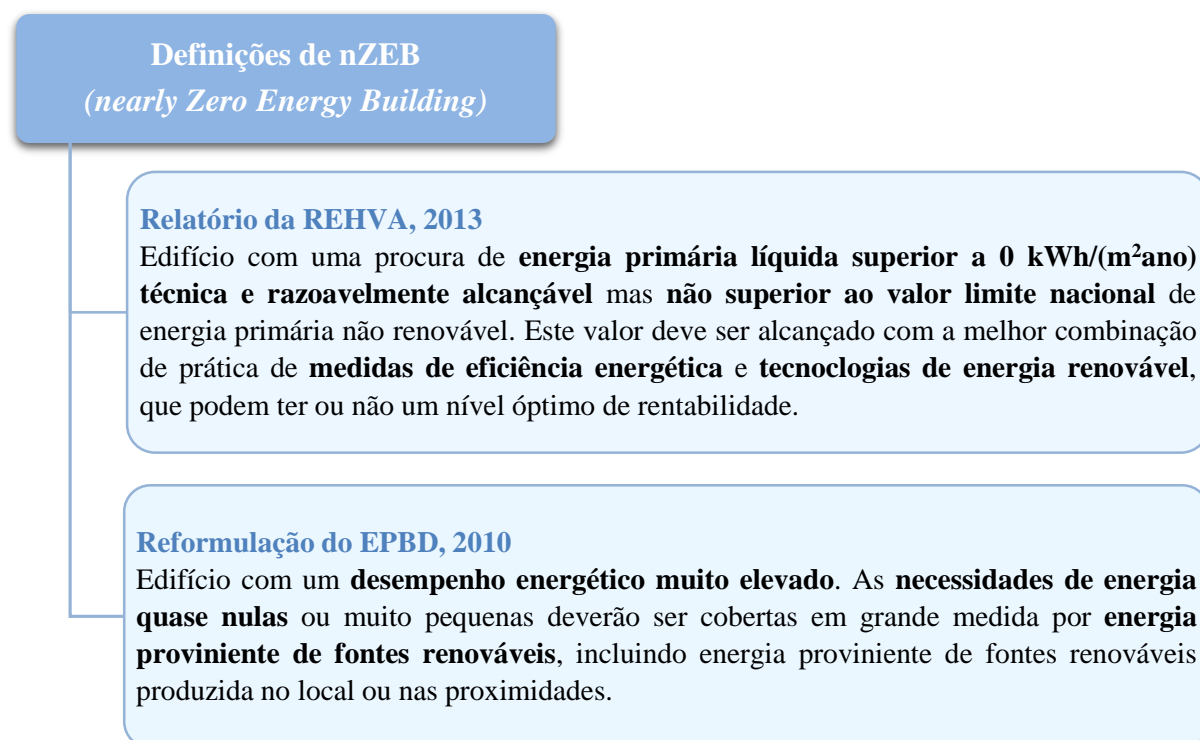 Definições de nZEB
(nearly Zero Energy Building)
Relatório da REHVA, 2013
Edifício com uma procura de energia primária líquida superior a 0 kWh/(m²ano)
técnica e razoavelmente alcançável mas não superior ao valor limite nacional de
energia primária não renovável. Este valor deve ser alcançado com a melhor combinação
de prática de medidas de eficiência energética e tecnoclogias de energia renovável,
que podem ter ou não um nível óptimo de rentabilidade.
Reformulação do EPBD, 2010
Edifício com um desempenho energético muito elevado. As necessidades de energia
quase nulas ou muito pequenas deverão ser cobertas em grande medida por energia
proviniente de fontes renováveis, incluindo energia proviniente de fontes renováveis
produzida no local ou nas proximidades.